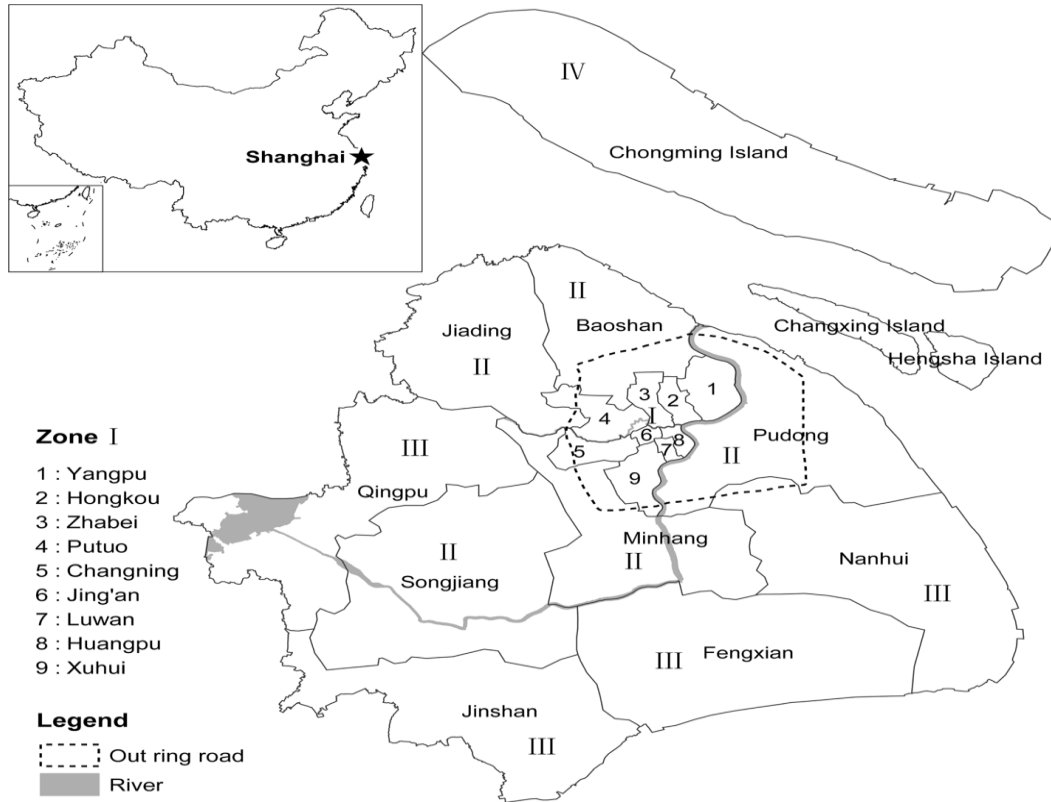 Shanghai
IV
Chongming Island
II
Jiading
Baoshan
Changxing Island
II
Hengsha Island
3
2
1
I
4
Zone I
6
8
Pudong
III
5
7
II
1 : Yangpu
9
2 : Hongkou
Qingpu
3 : Zhabei
4 : Putuo
Minhang
II
Nanhui
5 : Changning
Songjiang
II
6 : Jing'an
III
7 : Luwan
8 : Huangpu
III
Fengxian
9 : Xuhui
Jinshan
Legend
III
Out ring road
River